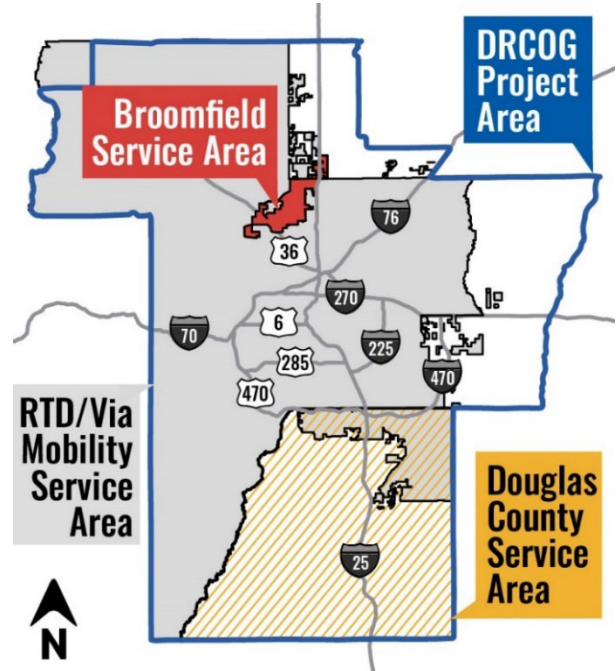 DRCOG
Project
Area
Broomfield
Service Area
76
36
270
6
70
225
285
470
470
RTD/Via
Mobility
Service
Area
Douglas
County
Service
Area
25
N